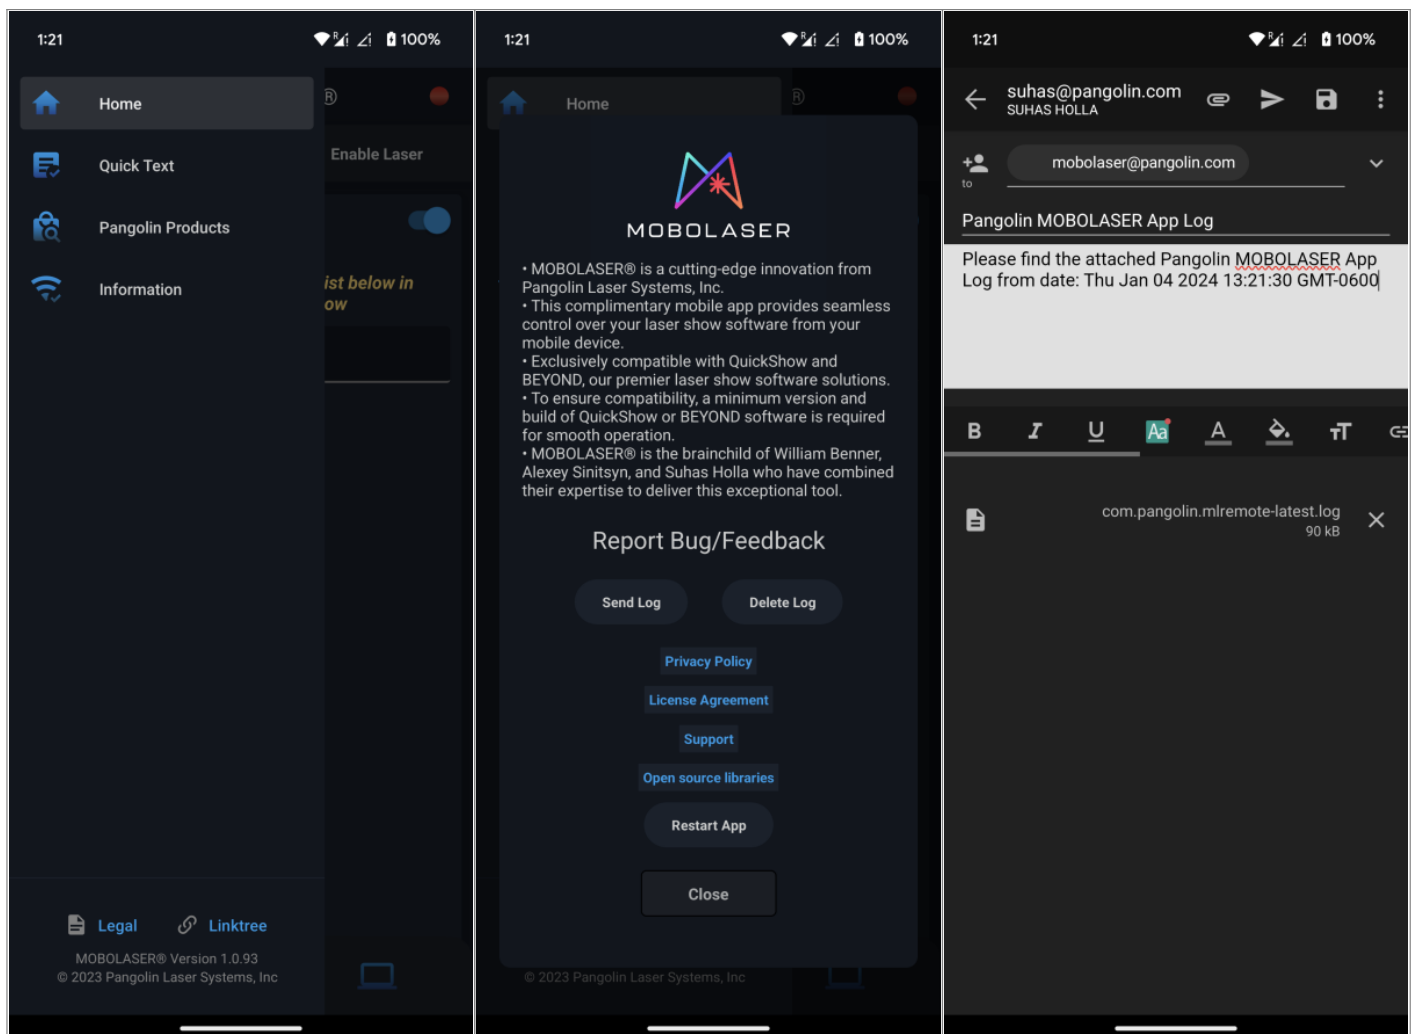 1:21
R
100%
Home
®
Enable Laser
Quick Text
Pangolin Products
Information
ist below in
ow
Legal
Linktree
MOBOLASER® Version 1.0.93
© 2023 Pangolin Laser Systems, Inc
1:21
R
100%
Home
®
MOBOLASER
• MOBOLASER® is a cutting-edge innovation from
Pangolin Laser Systems, Inc.
• This complimentary mobile app provides seamless
control over your laser show software from your
mobile device.
• Exclusively compatible with QuickShow and
BEYOND, our premier laser show software solutions.
• To ensure compatibility, a minimum version and
build of QuickShow or BEYOND software is required
for smooth operation.
• MOBOLASER® is the brainchild of William Benner,
Alexey Sinitsyn, and Suhas Holla who have combined
their expertise to deliver this exceptional tool.
Report Bug/Feedback
Send Log
Delete Log
Privacy Policy
License Agreement
Support
Open source libraries
Restart App
Close
© 2023 Pangolin Laser Systems, Inc
1:21
R
100%
suhas@pangolin.com
SUHAS HOLLA
to
mobolaser@pangolin.com
Pangolin MOBOLASER App Log
Please find the attached Pangolin MOBOLASER App
Log from date: Thu Jan 04 2024 13:21:30 GMT-0600
B I U Aa A TT
com.pangolin.mlremote-latest.log
90 kB